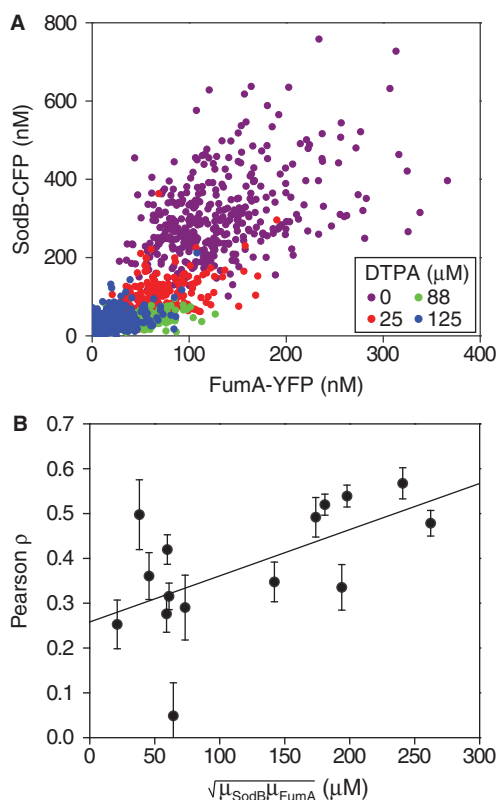 A
800
600
400
200
0
SodB-CFP (nM)
DTPA (μM)
0 88
25 125
0 100 200 300 400
FumA-YFP (nM)
B
0.7
0.6
0.5
0.4
0.3
0.2
0.1
0.0
Pearson ρ
0 50 100 150 200 250 300
√μSodBμFumA (μM)